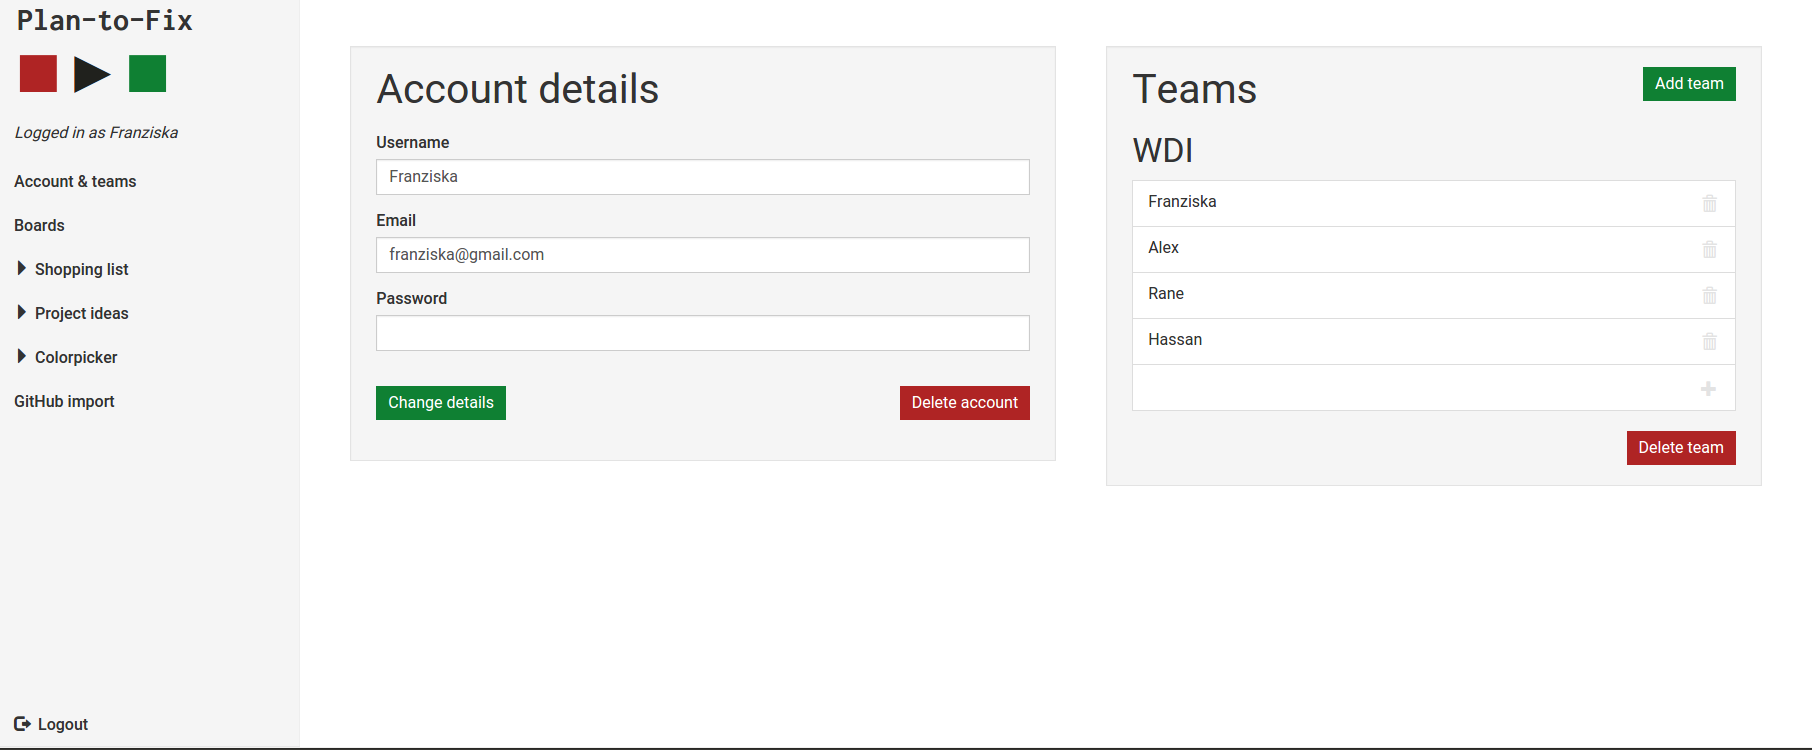 Plan-to-Fix
Logged in as Franziska
Account & teams
Boards
Shopping list
Project ideas
Colorpicker
GitHub import
Logout
Account details
Username
Franziska
Email
franziska@gmail.com
Password
Change details
Delete account
Teams
Add team
WDI
Franziska
Alex
Rane
Hassan
Delete team